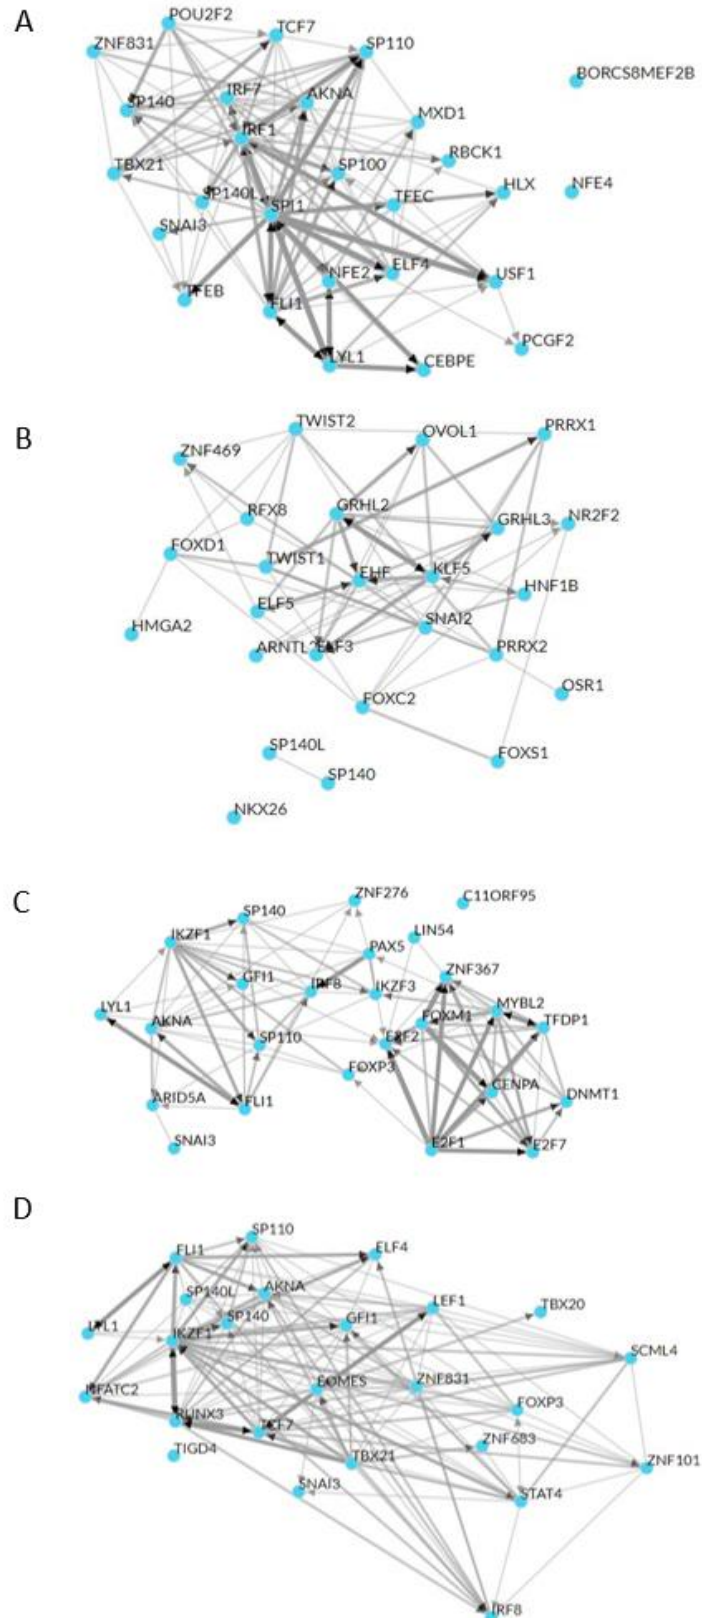 A
POU2F2
TCF7
ZNF831
SP110
BORCS8MEF2B
IRF7
AKNA
SP140
MXD1
IRF1
RBCK1
TBX21
SP100
HLX
NFE4
SP140L
SPI1
TFEC
SNAI3
NFE2
ELF4
USF1
TFEB
FLI1
PCGF2
LYL1
CEBPE
B
TWIST2
OVOL1
PRRX1
ZNF469
GRHL2
RFX8
GRHL3
NR2F2
FOXD1
TWIST1
EHF
KLF5
HNF1B
ELF5
SNAI2
HMGA2
ARNTL2
ELF3
PRRX2
OSR1
FOXC2
SP140L
FOXS1
SP140
NKX26
C
ZNF276
C11ORF95
SP140
IKZF1
LIN54
PAX5
GFI1
IRF8
IKZF3
ZNF367
LYL1
AKNA
FOXM1
MYBL2
TFDP1
SP110
E2F2
FOXP3
CENPA
ARID5A
FLI1
DNMT1
SNAI3
E2F1
E2F7
D
SP110
FLI1
ELF4
SP140L
AKNA
LEF1
TBX20
LYL1
SP140
GFI1
IKZF1
SCML4
NFATC2
EOMES
ZNF831
RUNX3
TCF7
FOXP3
TIGD4
ZNF683
TBX21
ZNF101
SNAI3
STAT4
IRF8